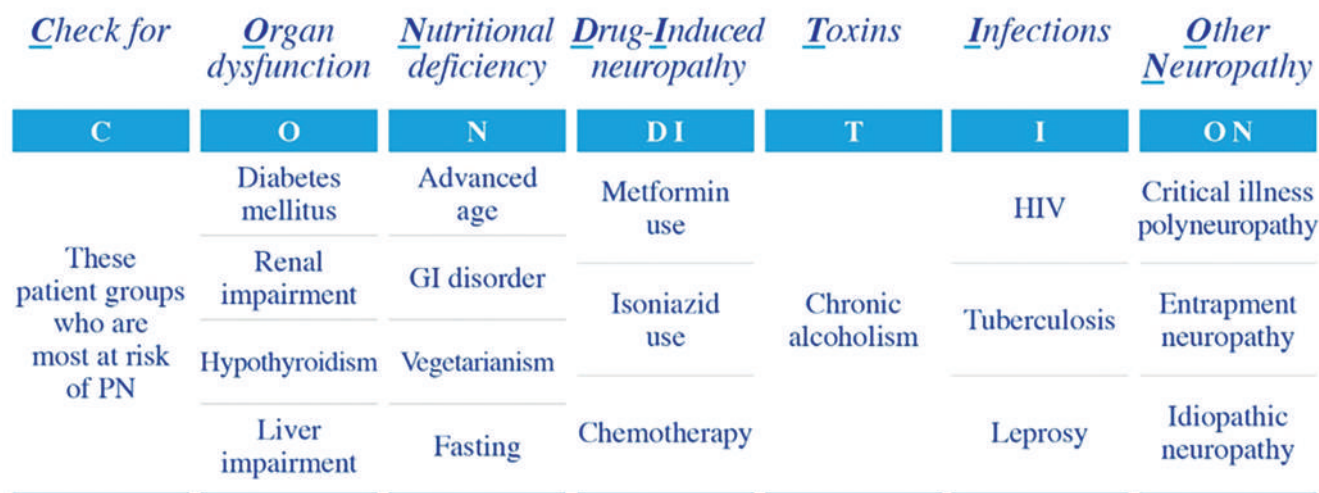 Check for
Organ
dysfunction
Nutritional
deficiency
Drug-Induced
neuropathy
Toxins
Infections
Other
Neuropathy
C
O
N
D I
T
I
O N
These
patient groups
who are
most at risk
of PN
Diabetes
mellitus
Renal
impairment
Hypothyroidism
Liver
impairment
Advanced
age
GI disorder
Vegetarianism
Fasting
Metformin
use
Isoniazid
use
Chemotherapy
Chronic
alcoholism
HIV
Tuberculosis
Leprosy
Critical illness
polyneuropathy
Entrapment
neuropathy
Idiopathic
neuropathy